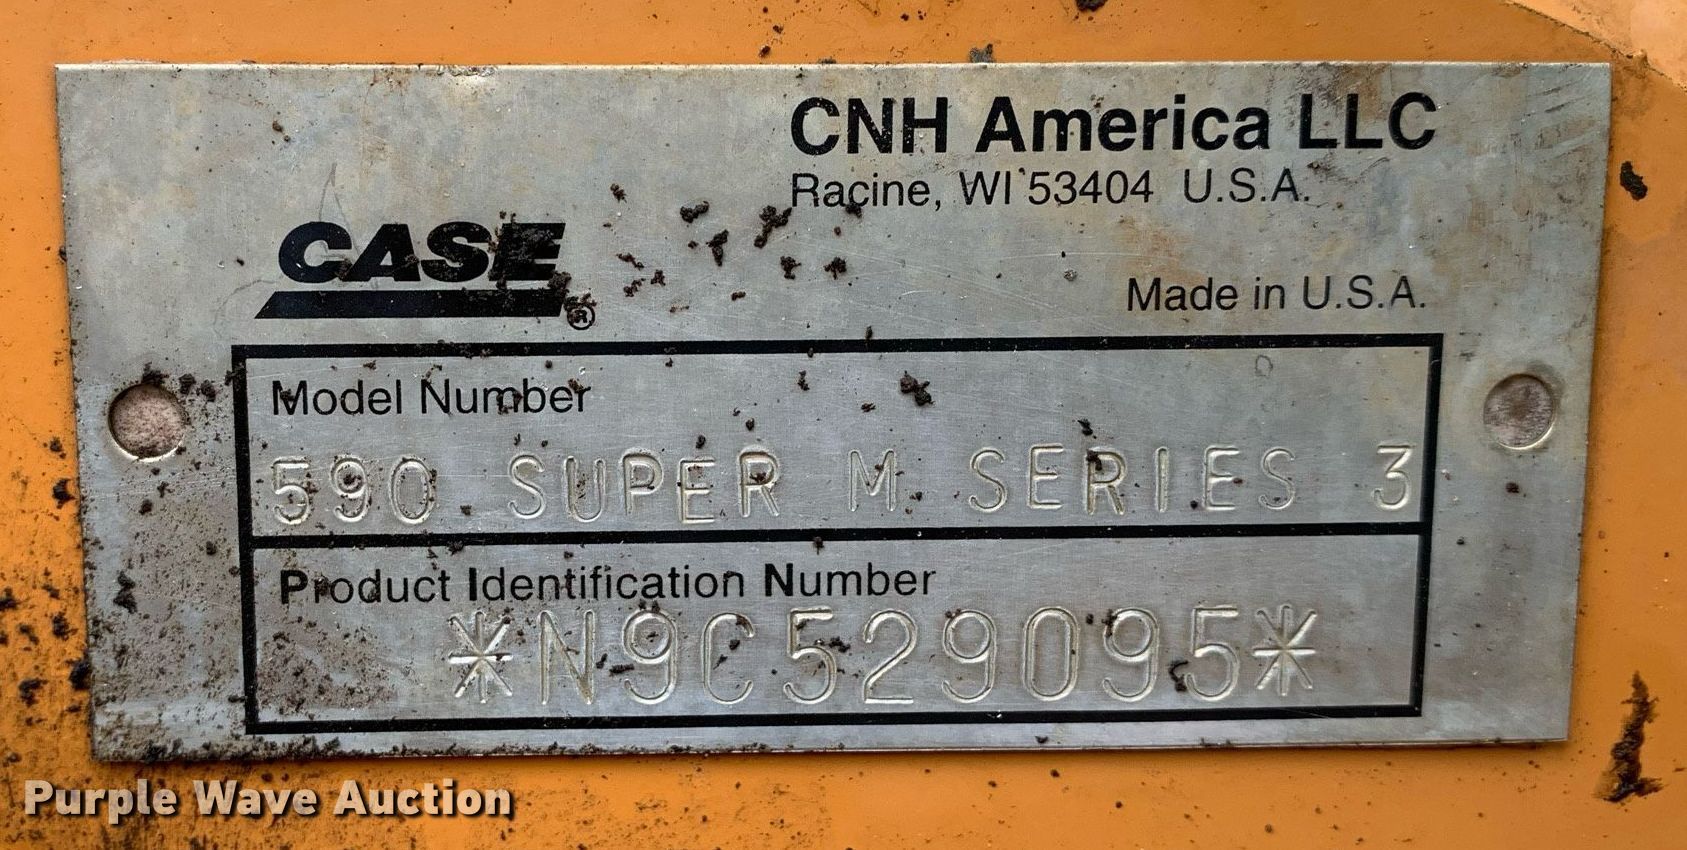 CNH America LLC
Racine, WI 53404 U.S.A.
CASE®
Made in U.S.A.
Model Number
590 SUPER M SERIES 3
Product Identification Number
*N9C529095*
Purple Wave Auction